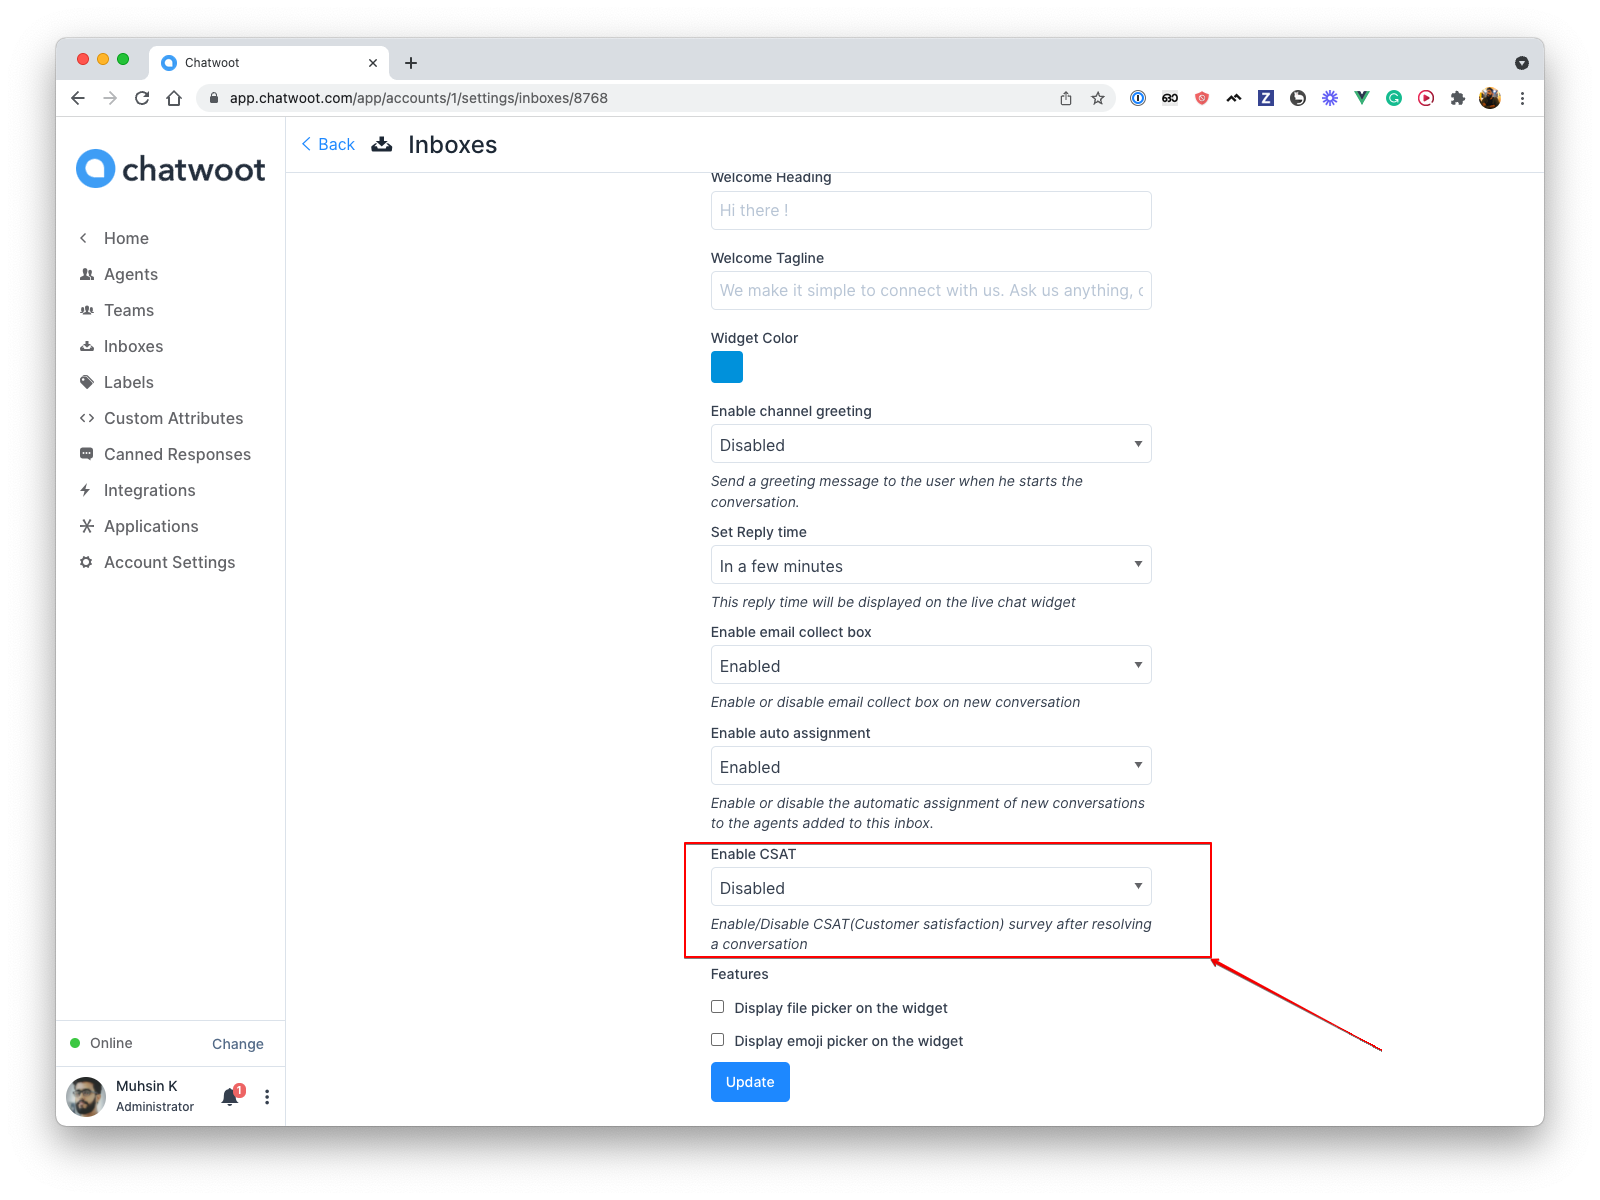 Chatwoot
app.chatwoot.com/app/accounts/1/settings/inboxes/8768
chatwoot
Back
Inboxes
Home
Agents
Teams
Inboxes
Labels
Custom Attributes
Canned Responses
Integrations
Applications
Account Settings
Online
Change
Muhsin K
Administrator
1
Welcome Heading
Hi there !
Welcome Tagline
We make it simple to connect with us. Ask us anything,
Widget Color
Enable channel greeting
Disabled
Send a greeting message to the user when he starts the
conversation.
Set Reply time
In a few minutes
This reply time will be displayed on the live chat widget
Enable email collect box
Enabled
Enable or disable email collect box on new conversation
Enable auto assignment
Enabled
Enable or disable the automatic assignment of new conversations
to the agents added to this inbox.
Enable CSAT
Disabled
Enable/Disable CSAT(Customer satisfaction) survey after resolving
a conversation
Features
Display file picker on the widget
Display emoji picker on the widget
Update